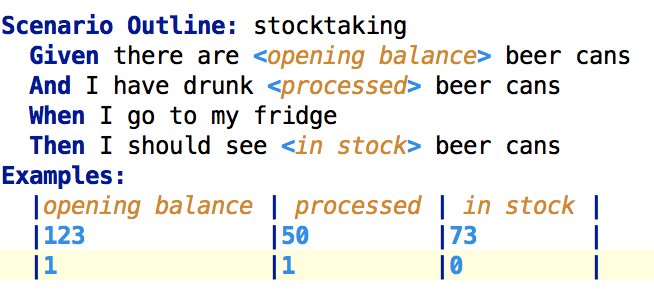 Scenario Outline: stocktaking
Given there are <opening balance> beer cans
And I have drunk <processed> beer cans
When I go to my fridge
Then I should see <in stock> beer cans
Examples:
|opening balance | processed | in stock |
|123 |50 |73 |
|1 |1 |0 |